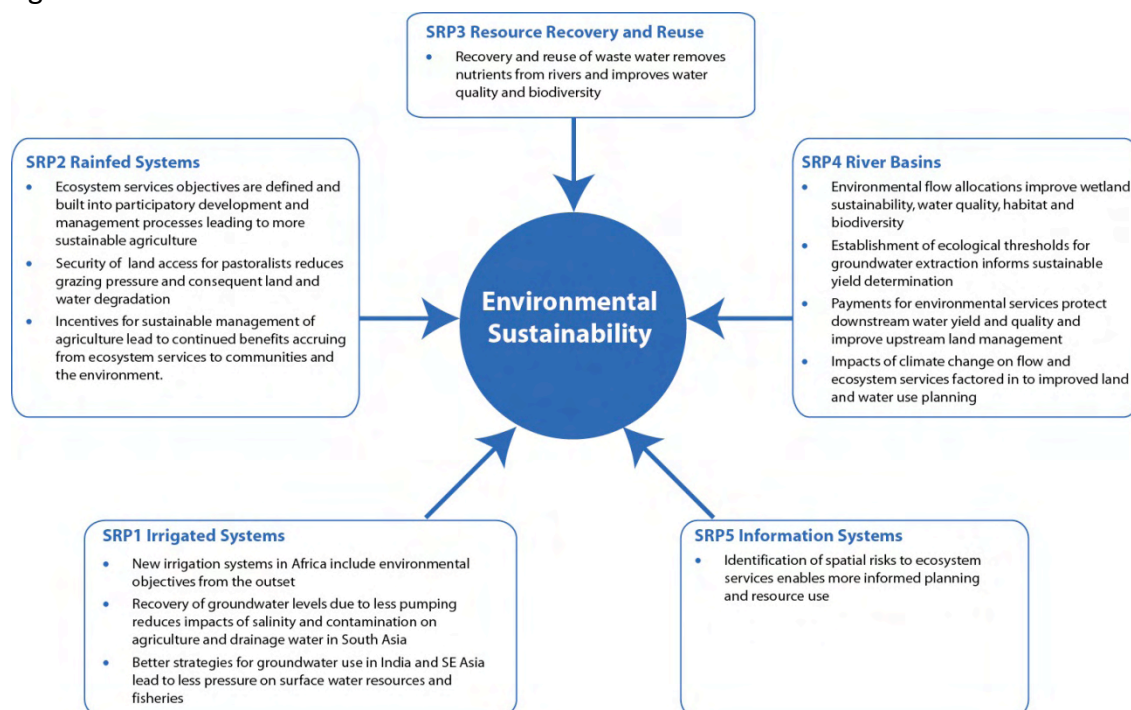 SRP3 Resource Recovery and Reuse
• Recovery and reuse of waste water removes
nutrients from rivers and improves water
quality and biodiversity
SRP2 Rainfed Systems
• Ecosystem services objectives are defined and
built into participatory development and
management processes leading to more
sustainable agriculture
• Security of land access for pastoralists reduces
grazing pressure and consequent land and
water degradation
• Incentives for sustainable management of
agriculture lead to continued benefits accruing
from ecosystem services to communities and
the environment.
Environmental
Sustainability
SRP4 River Basins
• Environmental flow allocations improve wetland
sustainability, water quality, habitat and
biodiversity
• Establishment of ecological thresholds for
groundwater extraction informs sustainable
yield determination
• Payments for environmental services protect
downstream water yield and quality and
improve upstream land management
• Impacts of climate change on flow and
ecosystem services factored in to improved land
and water use planning
SRP1 Irrigated Systems
• New irrigation systems in Africa include environmental
objectives from the outset
• Recovery of groundwater levels due to less pumping
reduces impacts of salinity and contamination on
agriculture and drainage water in South Asia
• Better strategies for groundwater use in India and SE Asia
lead to less pressure on surface water resources and
fisheries
SRP5 Information Systems
• Identification of spatial risks to ecosystem
services enables more informed planning
and resource use